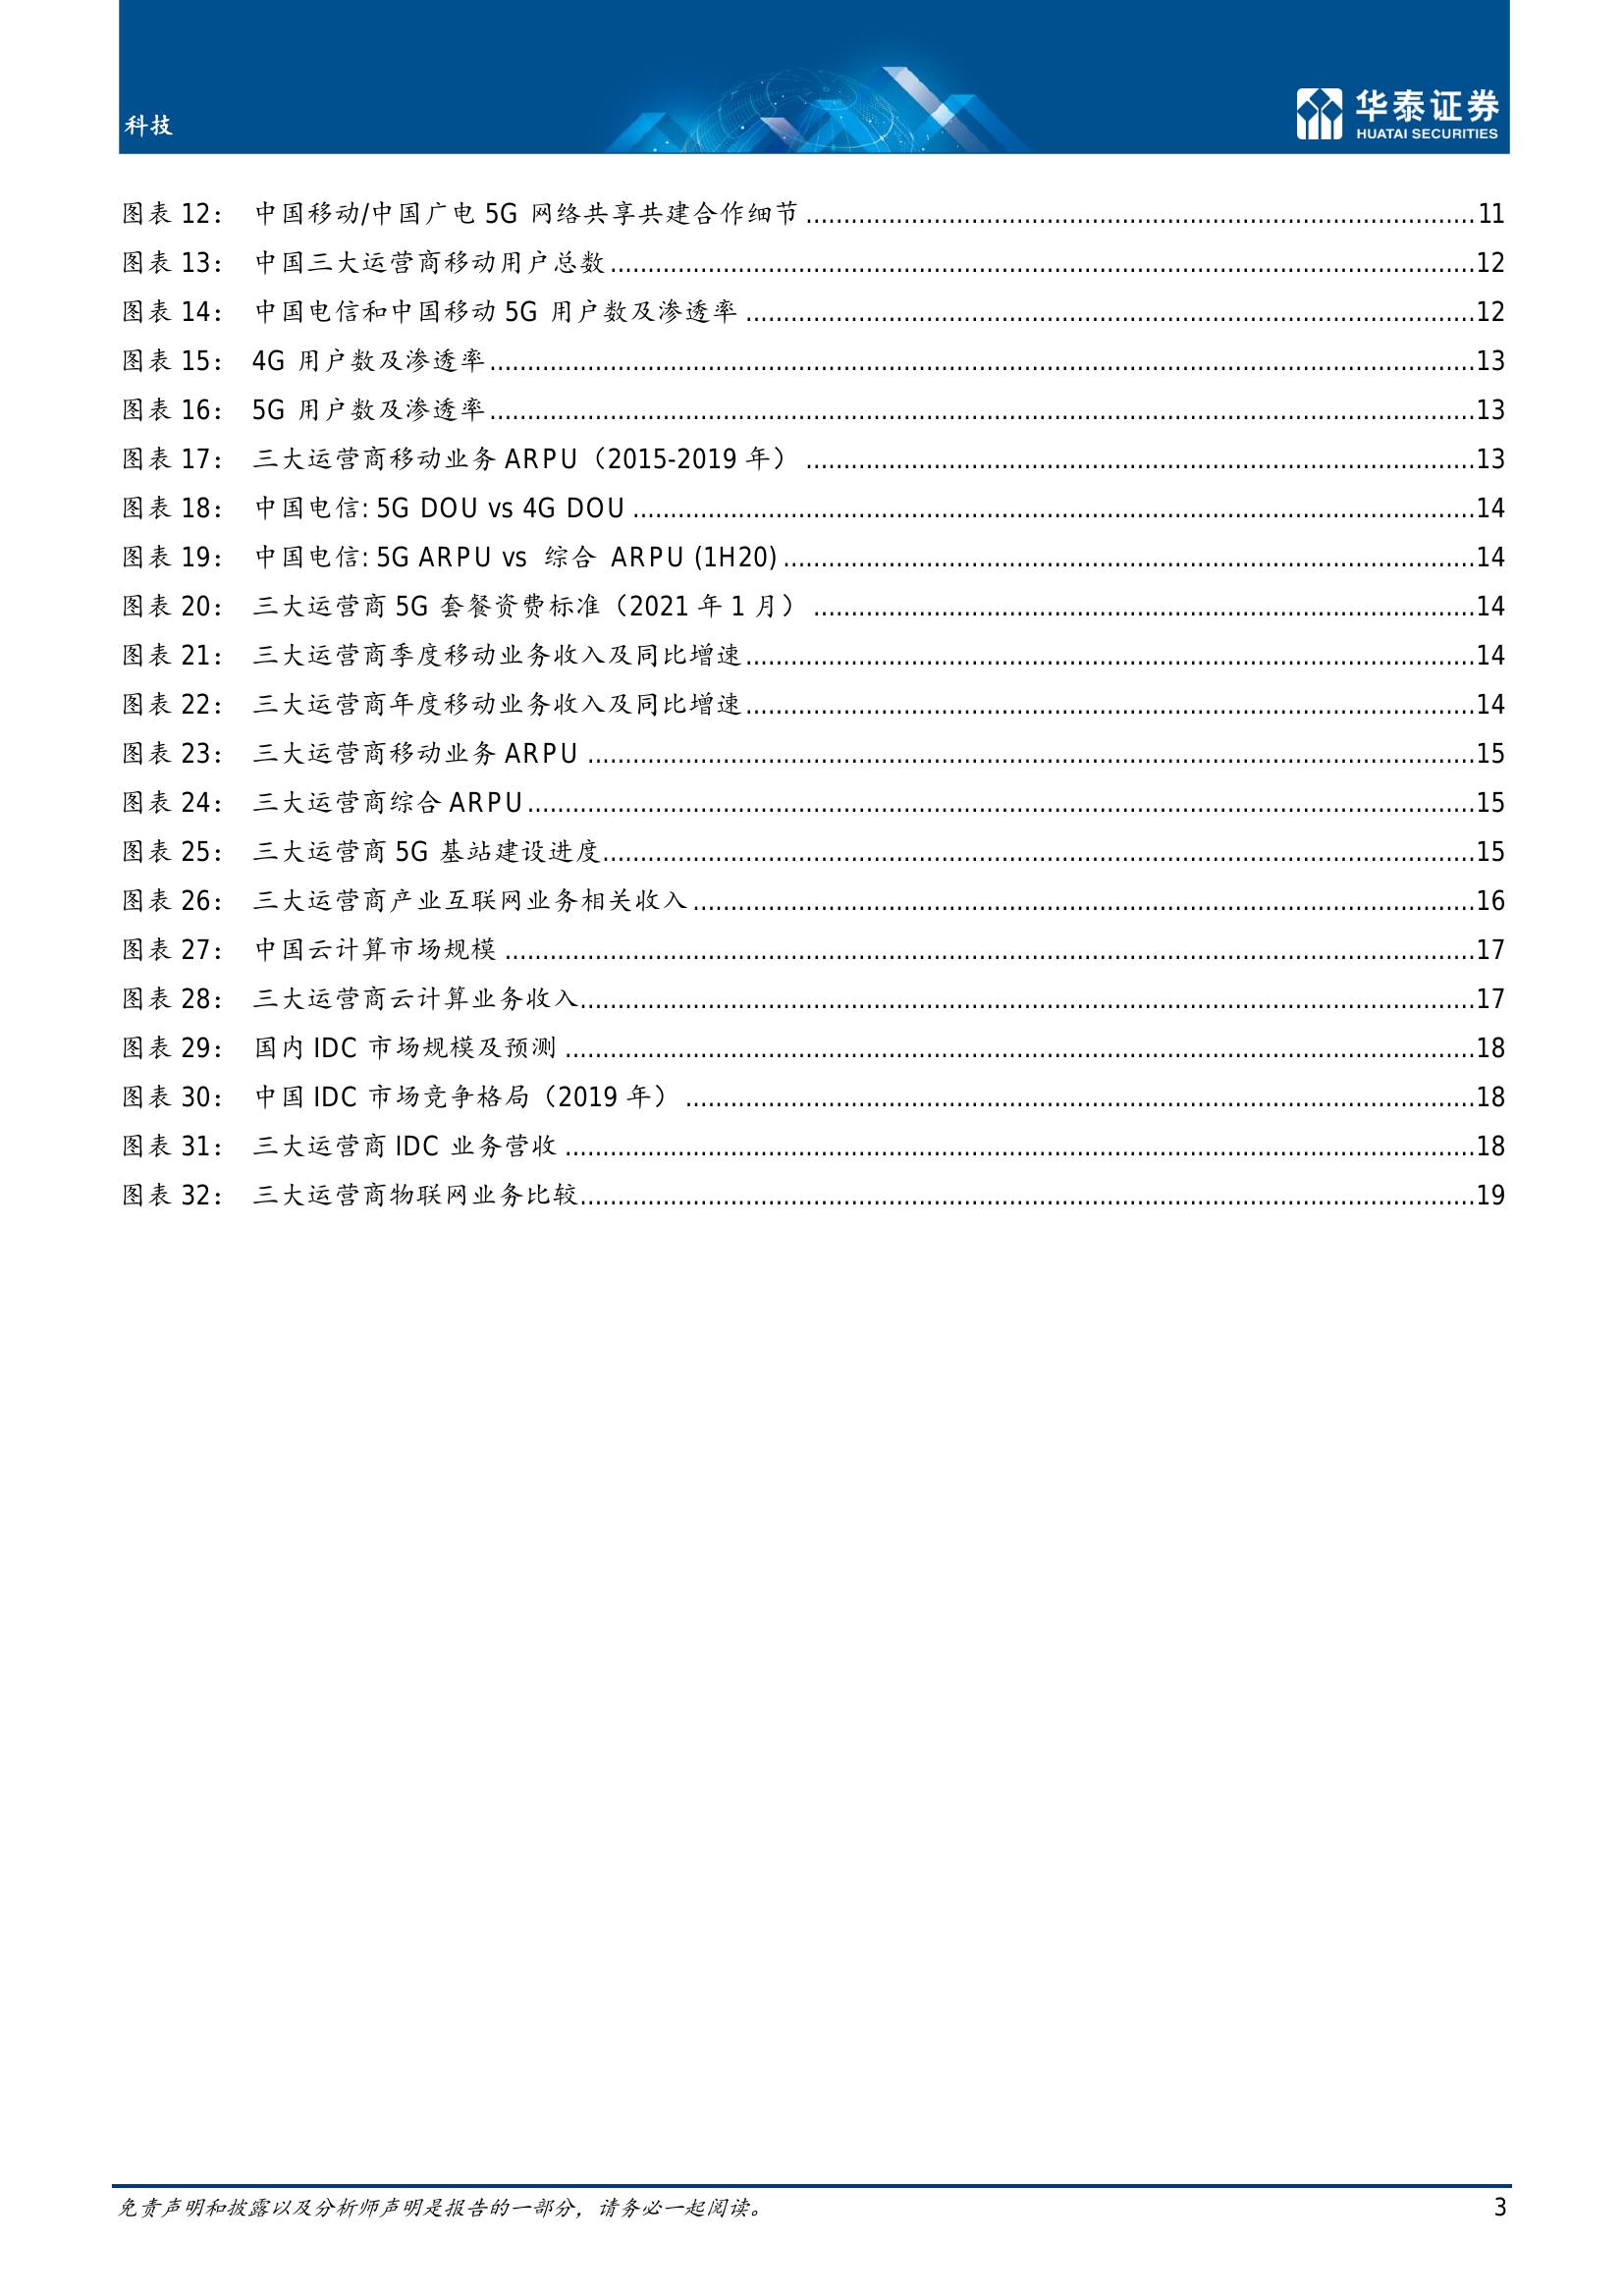 科技
华泰证券
HUATAI SECURITIES
图表 12： 中国移动/中国广电 5G 网络共享共建合作细节 11
图表 13： 中国三大运营商移动用户总数 12
图表 14： 中国电信和中国移动 5G 用户数及渗透率 12
图表 15： 4G 用户数及渗透率 13
图表 16： 5G 用户数及渗透率 13
图表 17： 三大运营商移动业务 ARPU（2015-2019 年） 13
图表 18： 中国电信: 5G DOU vs 4G DOU 14
图表 19： 中国电信: 5G ARPU vs 综合 ARPU (1H20) 14
图表 20： 三大运营商 5G 套餐资费标准（2021 年 1 月） 14
图表 21： 三大运营商季度移动业务收入及同比增速 14
图表 22： 三大运营商年度移动业务收入及同比增速 14
图表 23： 三大运营商移动业务 ARPU 15
图表 24： 三大运营商综合 ARPU 15
图表 25： 三大运营商 5G 基站建设进度 15
图表 26： 三大运营商产业互联网业务相关收入 16
图表 27： 中国云计算市场规模 17
图表 28： 三大运营商云计算业务收入 17
图表 29： 国内 IDC 市场规模及预测 18
图表 30： 中国 IDC 市场竞争格局（2019 年） 18
图表 31： 三大运营商 IDC 业务营收 18
图表 32： 三大运营商物联网业务比较 19
免责声明和披露以及分析师声明是报告的一部分，请务必一起阅读。 3